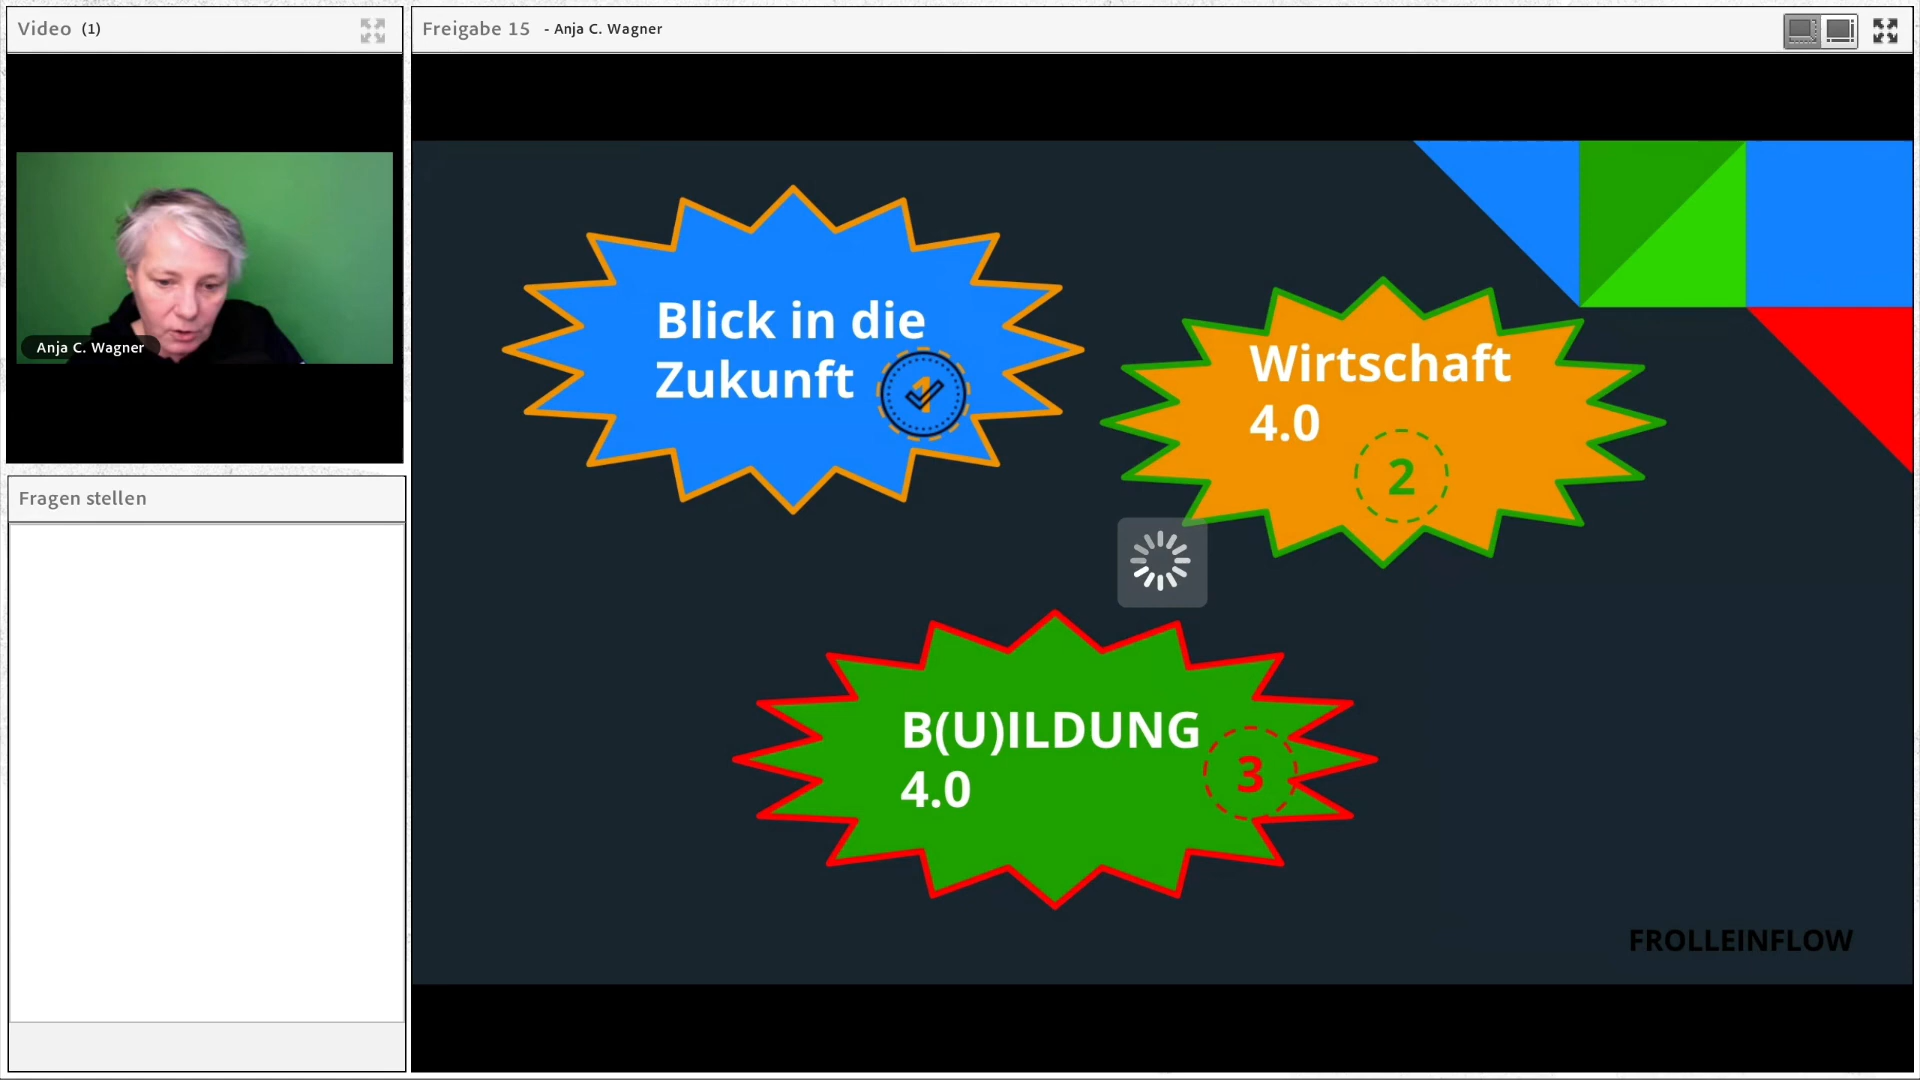 Video (1)
Freigabe 15 - Anja C. Wagner
Anja C. Wagner
Fragen stellen
Blick in die
Zukunft
1
Wirtschaft
4.0
2
B(U)ILDUNG
4.0
3
FROLLEINFLOW